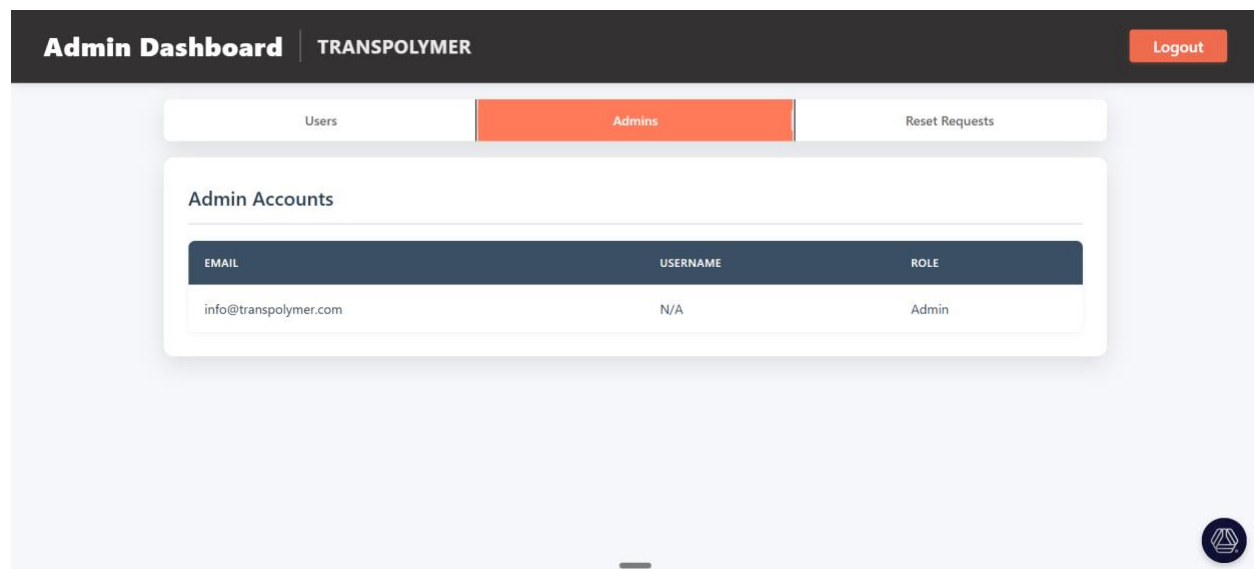 Admin Dashboard TRANSPOLYMER Logout
Users Admins Reset Requests
Admin Accounts
EMAIL USERNAME ROLE
info@transpolymer.com N/A Admin